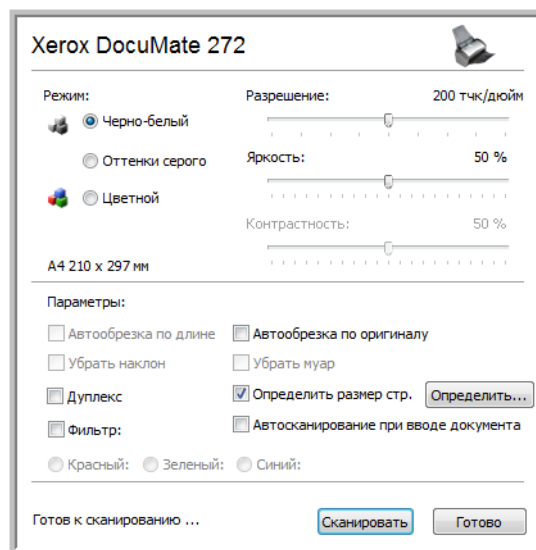 Xerox DocuMate 272
Режим:
Разрешение: 200 тчк/дюйм
Черно-белый
Оттенки серого
Яркость: 50 %
Цветной
Контрастность: 50 %
A4 210 x 297 мм
Параметры:
Автообрезка по длине Автообрезка по оригиналу
Убрать наклон Убрать муар
Дуплекс Определить размер стр. Определить...
Фильтр: Автосканирование при вводе документа
Красный: Зеленый: Синий:
Готов к сканированию ... Сканировать Готово